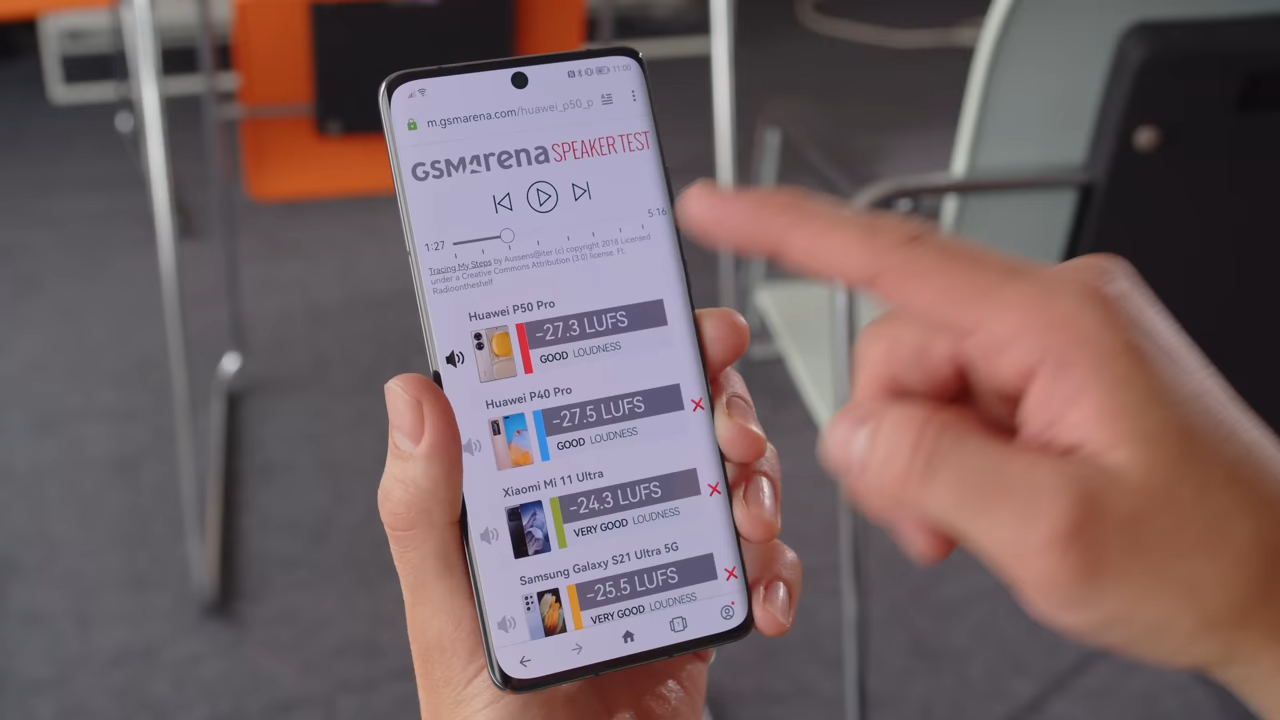 11:00
m.gsmarena.com/huawei_p50_p
GSMArena SPEAKER TEST
1:27
5:16
Tracing My Steps by Aussens@iter (c) copyright 2018 Licensed
under a Creative Commons Attribution (3.0) license. Ft.
Radioontheshelf
Huawei P50 Pro
-27.3 LUFS
GOOD LOUDNESS
Huawei P40 Pro
-27.5 LUFS
GOOD LOUDNESS
Xiaomi Mi 11 Ultra
-24.3 LUFS
VERY GOOD LOUDNESS
Samsung Galaxy S21 Ultra 5G
-25.5 LUFS
VERY GOOD LOUDNESS